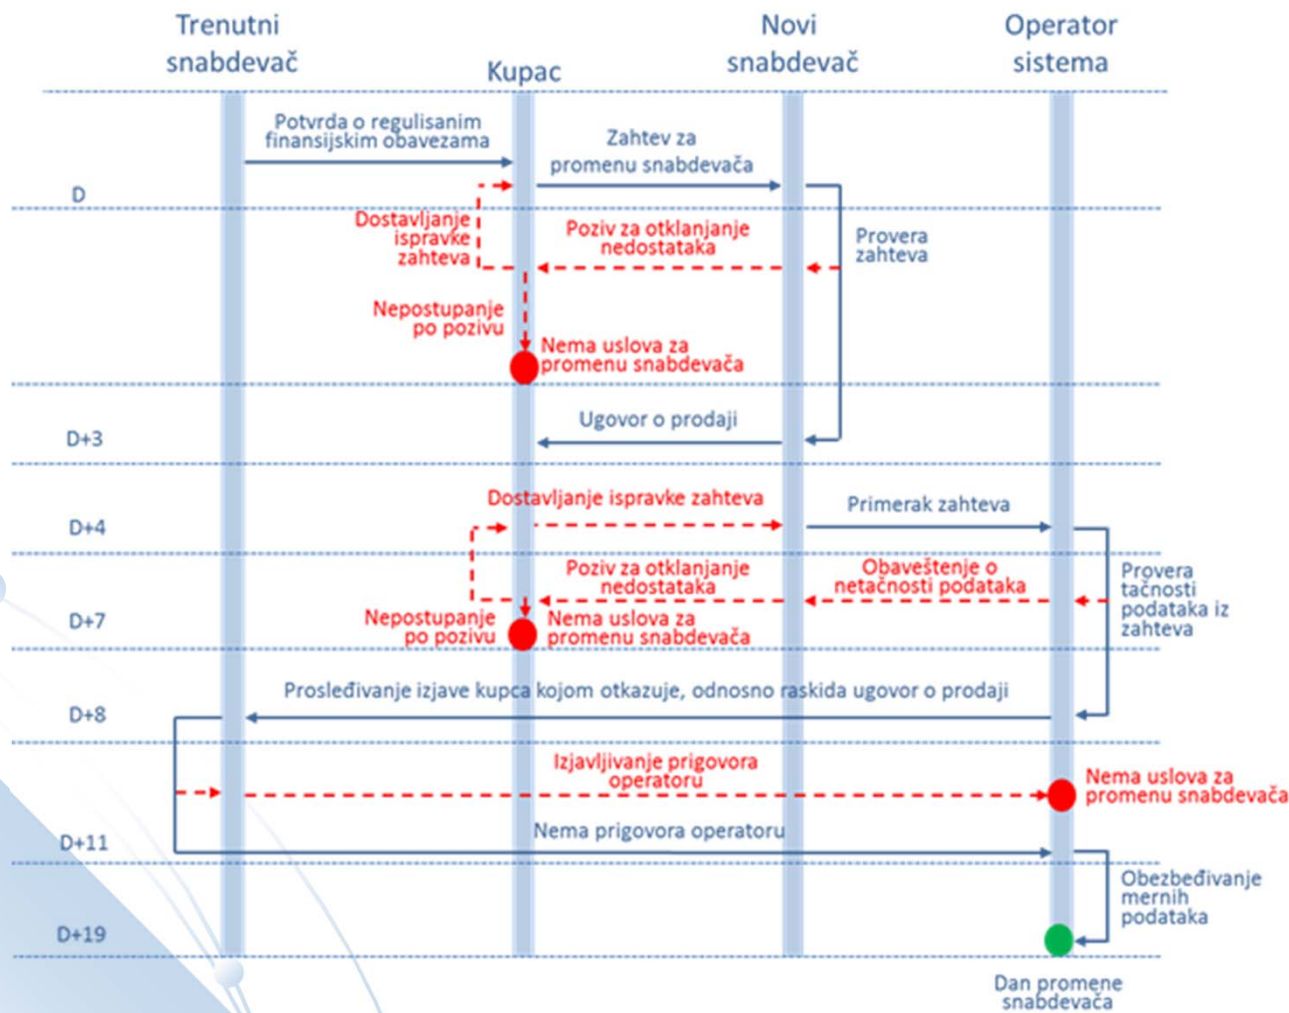 Trenutni
snabdevač
Kupac
Novi
snabdevač
Operator
sistema
Potvrda o regulisanim
finansijskim obavezama
Zahtev za
promenu snabdevača
D
Dostavljanje
ispravke
zahteva
Poziv za otklanjanje
nedostataka
Provera
zahteva
Nepostupanje
po pozivu
Nema uslova za
promenu snabdevača
Ugovor o prodaji
D+3
Dostavljanje ispravke zahteva
Primerak zahteva
D+4
Poziv za otklanjanje
nedostataka
Obaveštenje o
netačnosti podataka
Provera
tačnosti
podataka iz
zahteva
D+7
Nepostupanje
po pozivu
Nema uslova za
promenu snabdevača
Prosleđivanje izjave kupca kojom otkazuje, odnosno raskida ugovor o prodaji
D+8
Izjavljivanje prigovora
operatoru
Nema uslova za
promenu snabdevača
Nema prigovora operatoru
D+11
Obezbeđivanje
mernih
podataka
D+19
Dan promene
snabdevača